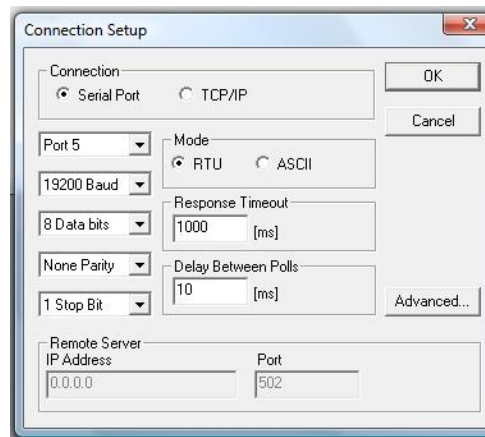 Connection Setup
Connection
Serial Port TCP/IP
OK
Cancel
Port 5
Mode
RTU ASCII
19200 Baud
Response Timeout
1000 [ms]
8 Data bits
None Parity
Delay Between Polls
10 [ms]
1 Stop Bit
Advanced...
Remote Server
IP Address Port
0.0.0.0 502